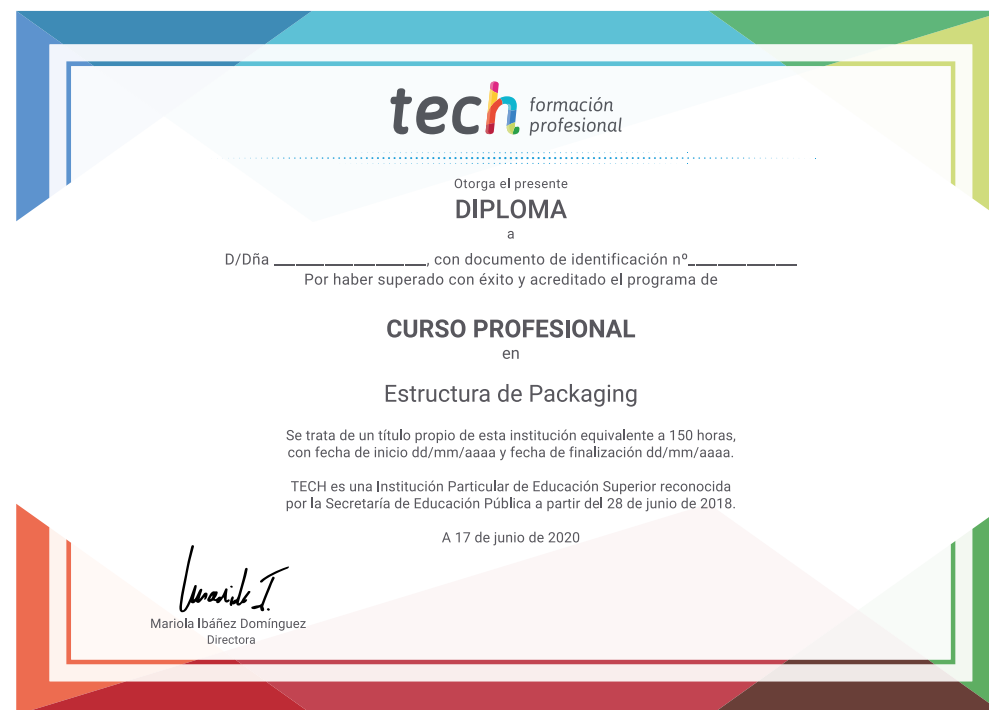 tech formación
profesional
Otorga el presente
DIPLOMA
a
D/Dña __________________, con documento de identificación nº_____________
Por haber superado con éxito y acreditado el programa de
CURSO PROFESIONAL
en
Estructura de Packaging
Se trata de un título propio de esta institución equivalente a 150 horas,
con fecha de inicio dd/mm/aaaa y fecha de finalización dd/mm/aaaa.
TECH es una Institución Particular de Educación Superior reconocida
por la Secretaría de Educación Pública a partir del 28 de junio de 2018.
A 17 de junio de 2020
Mariola Ibáñez Domínguez
Directora